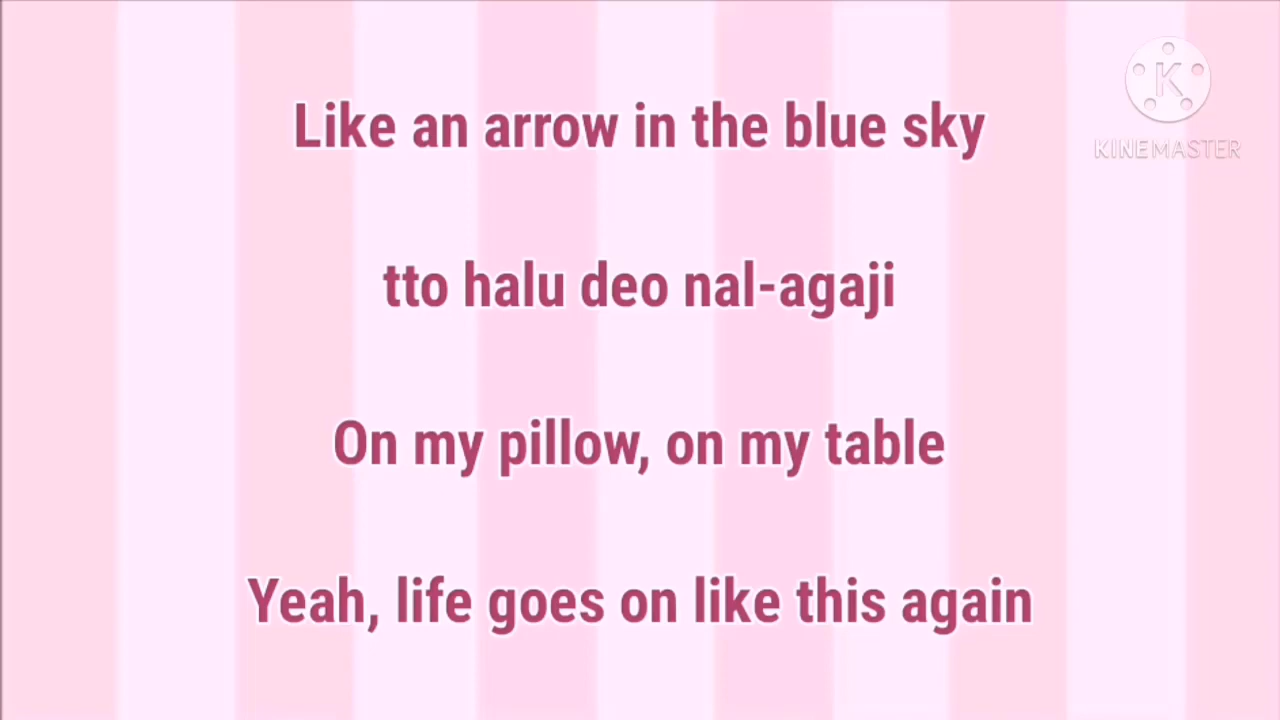 Like an arrow in the blue sky
K
KINEMASTER
tto halu deo nal-agaji
On my pillow, on my table
Yeah, life goes on like this again